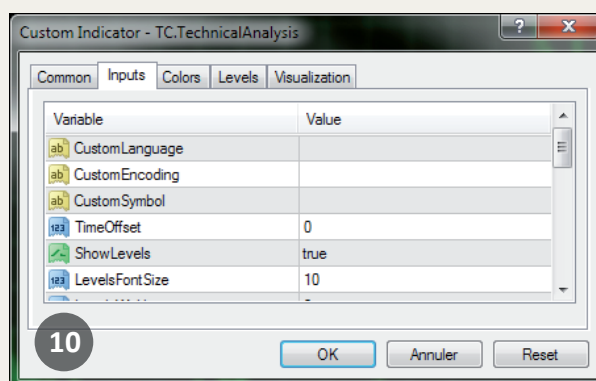 Custom Indicator - TC.TechnicalAnalysis
Common Inputs Colors Levels Visualization
Variable Value
ab CustomLanguage
ab CustomEncoding
ab CustomSymbol
123 TimeOffset 0
ShowLevels true
123 LevelsFontSize 10
10
OK Annuler Reset